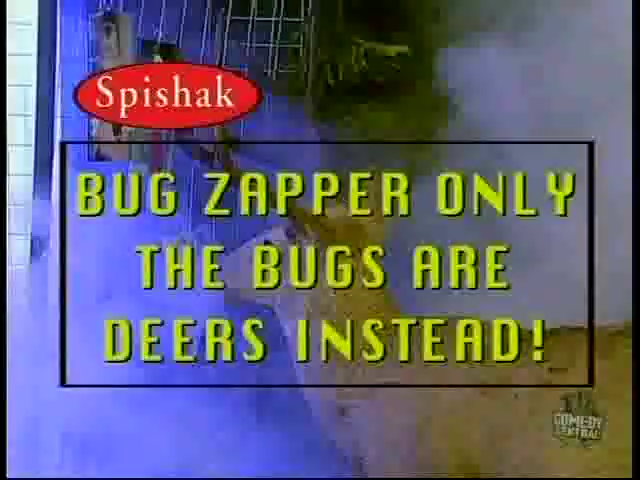 Spishak
BUG ZAPPER ONLY
THE BUGS ARE
DEERS INSTEAD!
COMEDY
CENTRAL